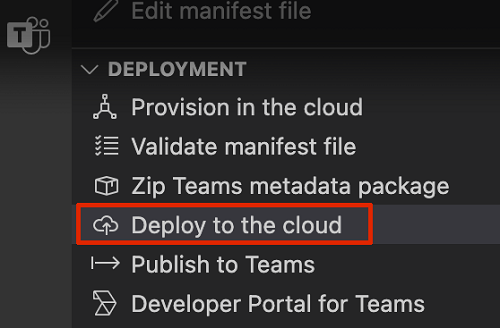 Edit manifest file
DEPLOYMENT
Provision in the cloud
Validate manifest file
Zip Teams metadata package
Deploy to the cloud
Publish to Teams
Developer Portal for Teams